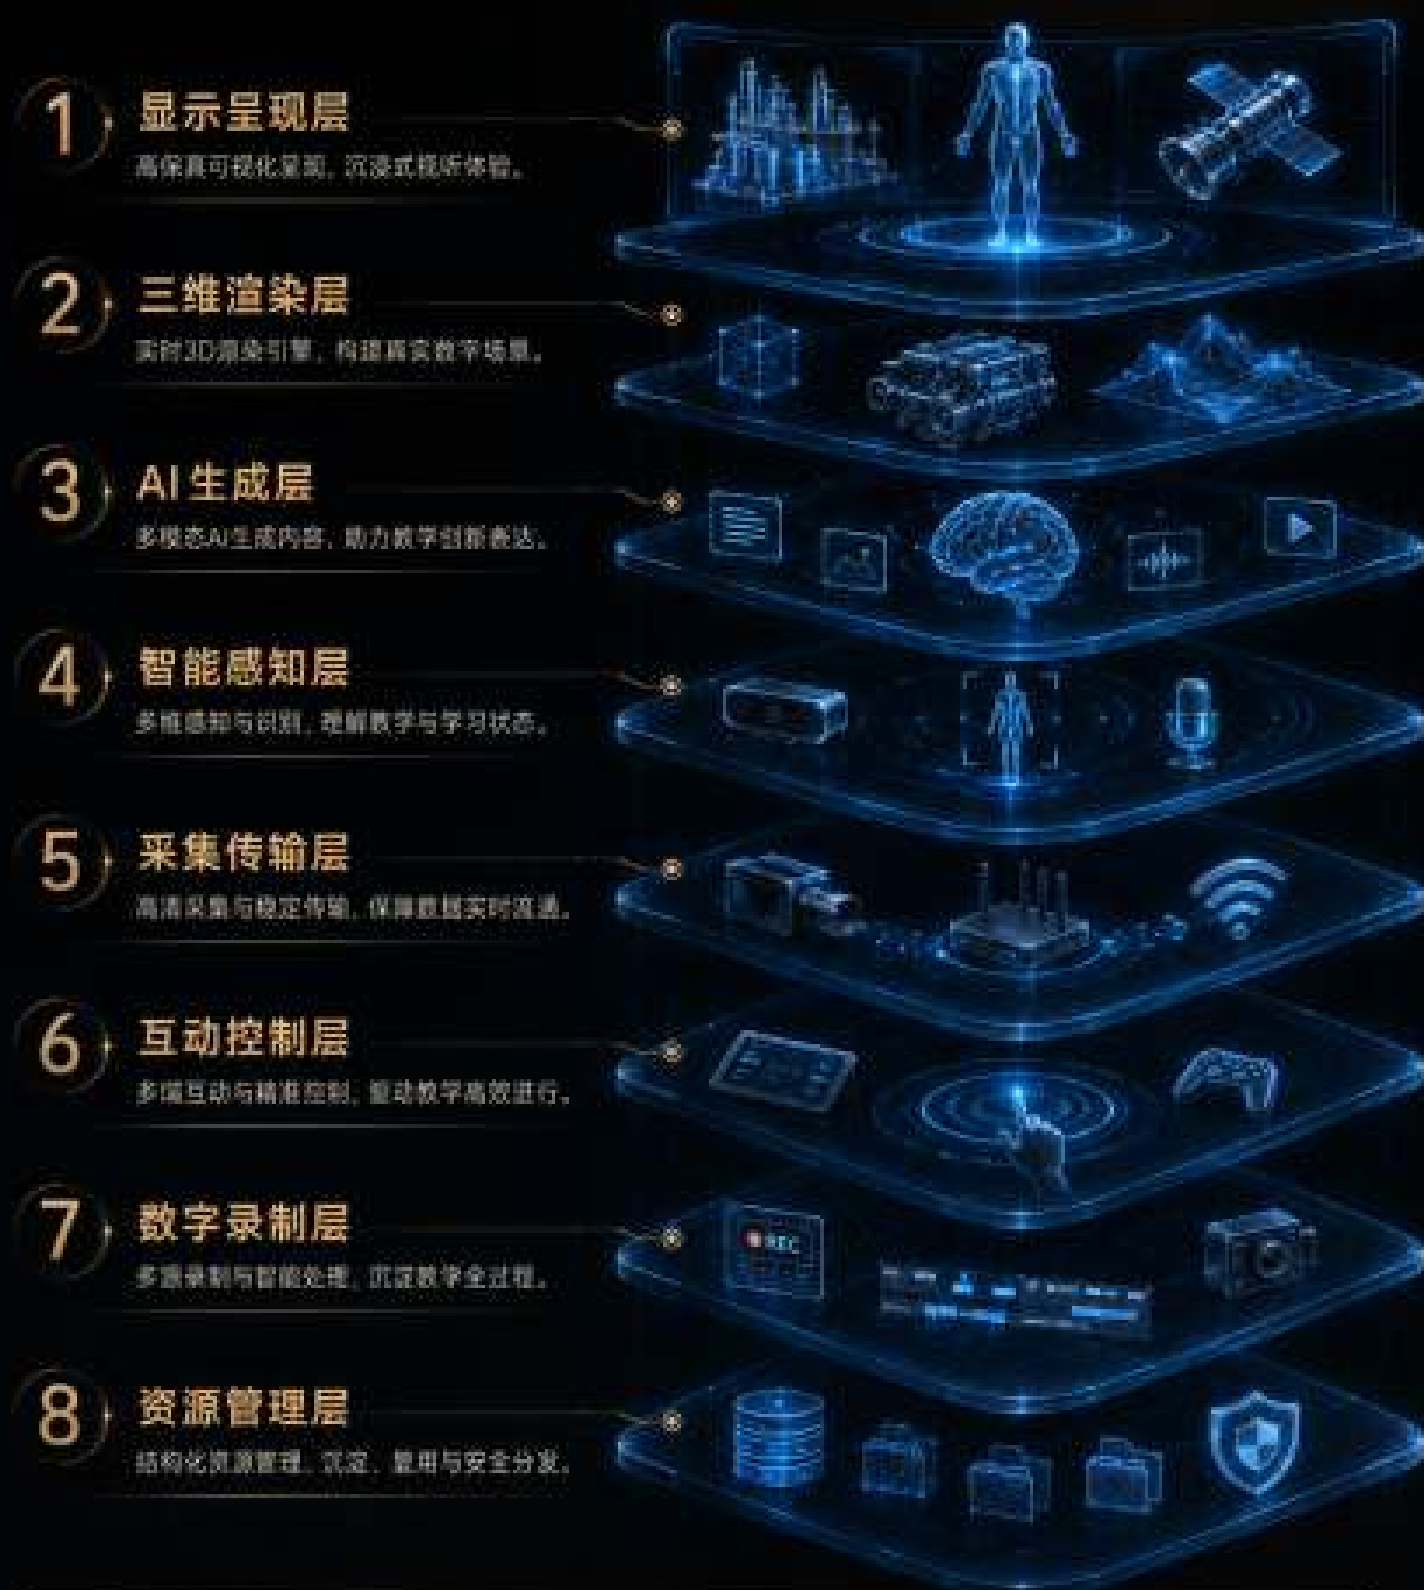 1
显示呈现层
高保真可视化呈现, 沉浸式视听体验。
2
三维渲染层
实时3D渲染引擎, 构建真实数字场景。
3
AI 生成层
多模态AI生成内容, 助力教学创新表达。
4
智能感知层
多维感知与识别, 理解教学与学习状态。
5
采集传输层
高清采集与稳定传输, 保障数据实时流通。
6
互动控制层
多端互动与精准控制, 驱动教学高效进行。
7
数字录制层
多源录制与智能处理, 沉淀教学全过程。
REC
8
资源管理层
结构化资源管理, 沉淀、复用与安全分发。